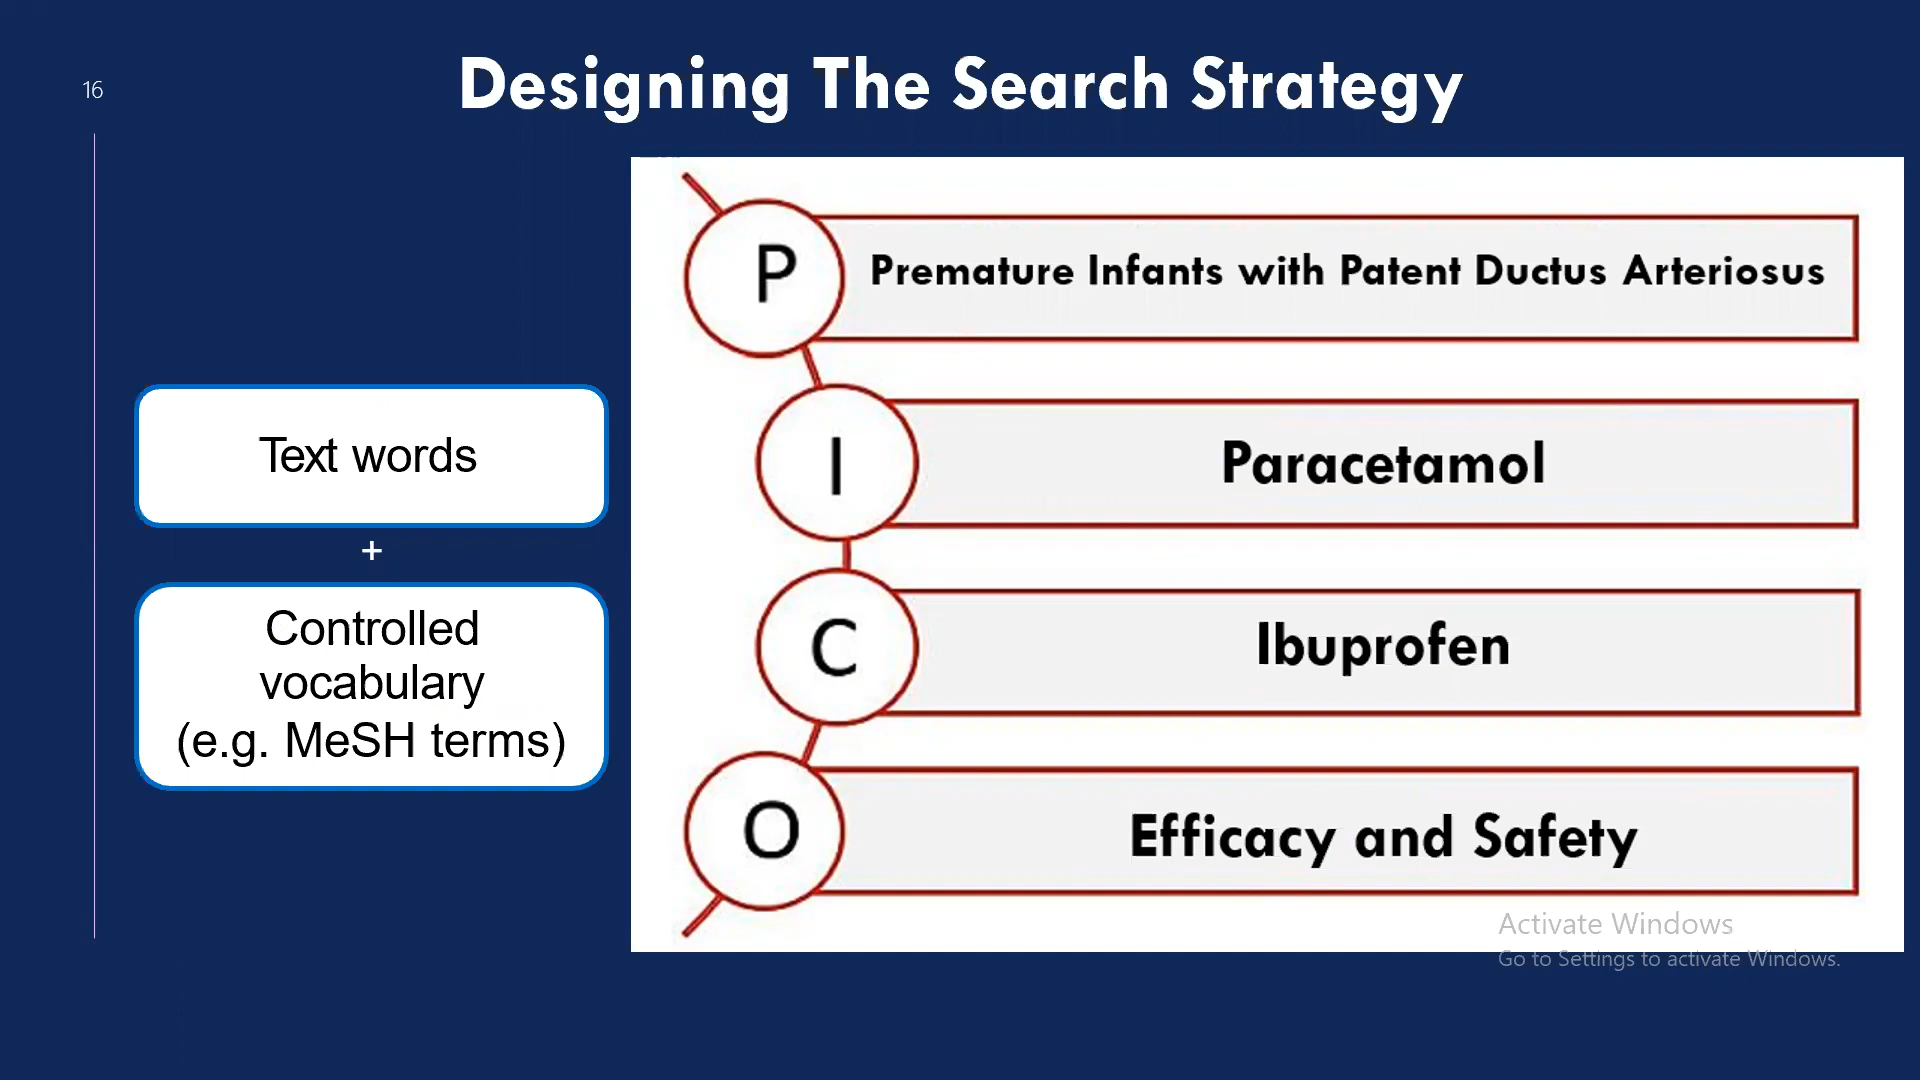 16
Designing The Search Strategy
Text words
+
Controlled
vocabulary
(e.g. MeSH terms)
P
Premature Infants with Patent Ductus Arteriosus
I
Paracetamol
C
Ibuprofen
O
Efficacy and Safety
Activate Windows
Go to Settings to activate Windows.